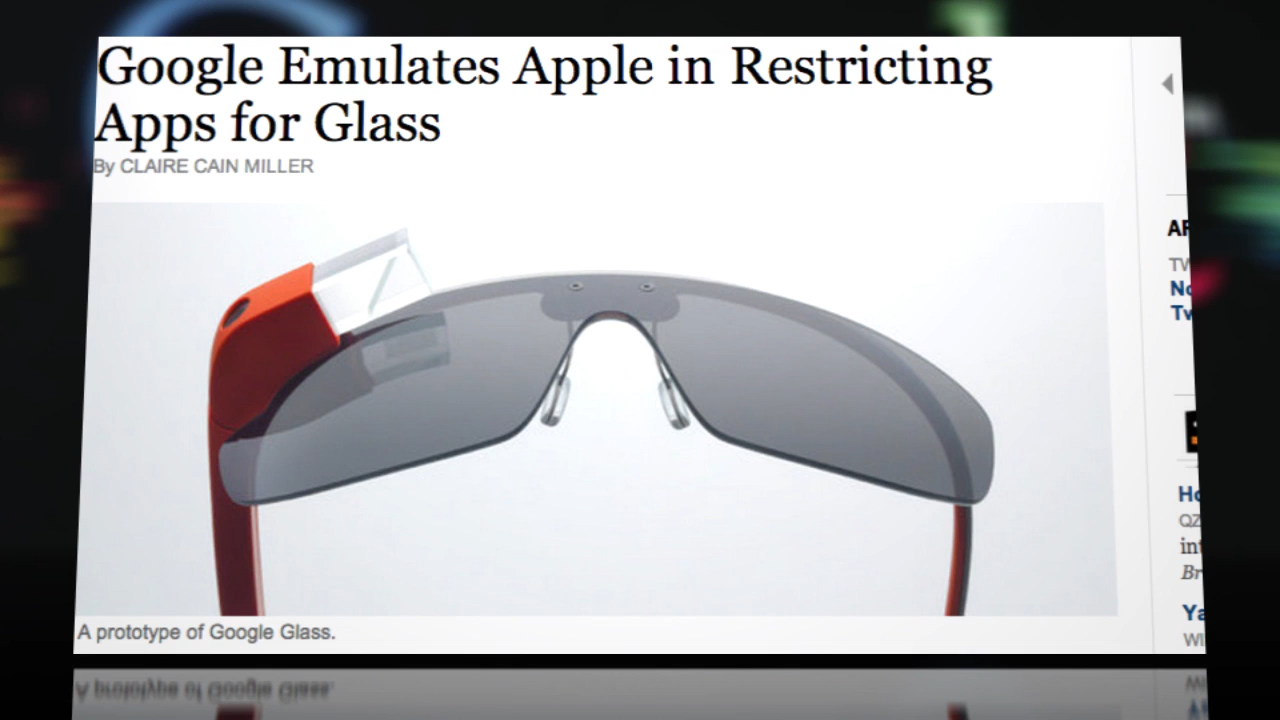 Google Emulates Apple in Restricting
Apps for Glass
By CLAIRE CAIN MILLER
A prototype of Google Glass.